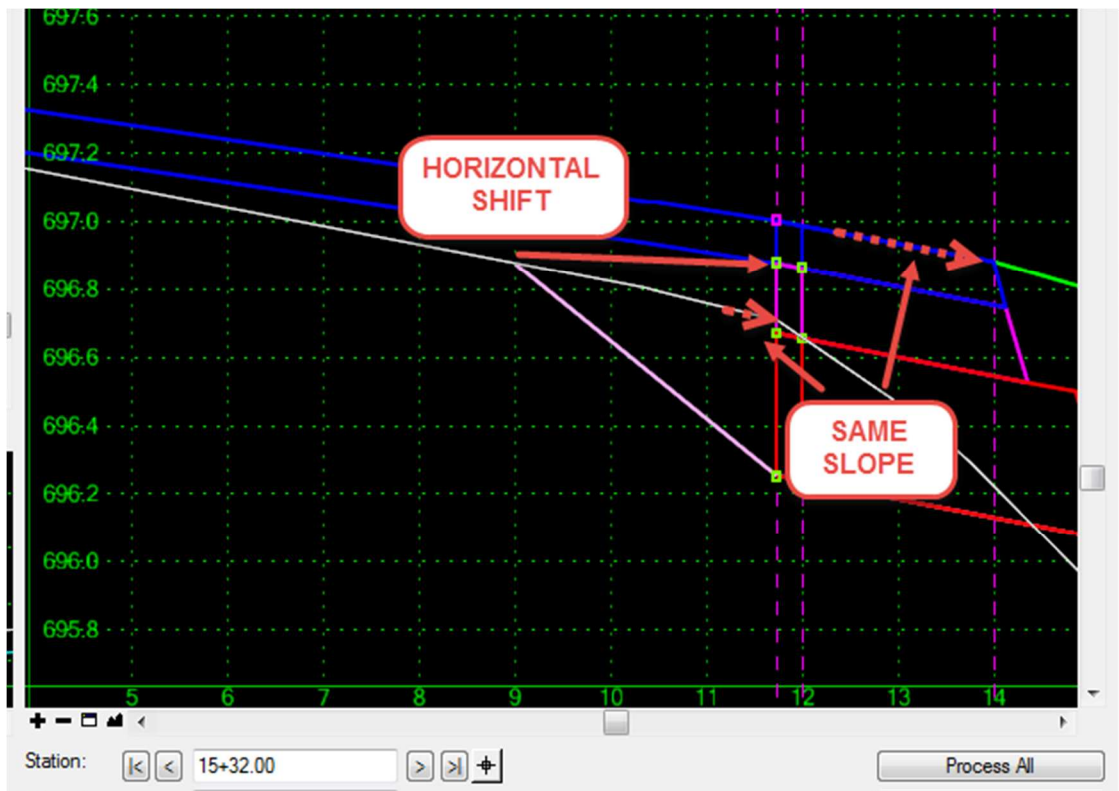 697.6
697.4
697.2
697.0
696.8
696.6
696.4
696.2
696.0
695.8
HORIZONTAL
SHIFT
SAME
SLOPE
5 6 7 8 9 10 11 12 13 14
Station: |< < 15+32.00 > >| Process All